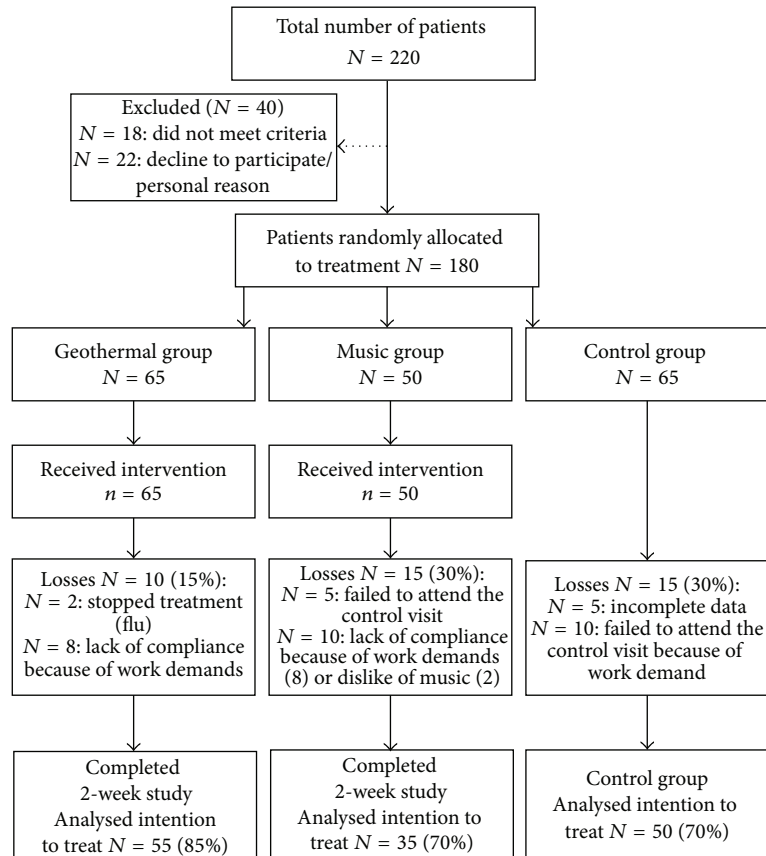 Total number of patients
N = 220
Excluded (N = 40)
N = 18: did not meet criteria
N = 22: decline to participate/
personal reason
Patients randomly allocated
to treatment N = 180
Geothermal group
N = 65
Music group
N = 50
Control group
N = 65
Received intervention
n = 65
Received intervention
n = 50
Losses N = 10 (15%):
N = 2: stopped treatment
(flu)
N = 8: lack of compliance
because of work demands
Losses N = 15 (30%):
N = 5: failed to attend the
control visit
N = 10: lack of compliance
because of work demands
(8) or dislike of music (2)
Losses N = 15 (30%):
N = 5: incomplete data
N = 10: failed to attend the
control visit because of
work demand
Completed
2-week study
Analysed intention
to treat N = 55 (85%)
Completed
2-week study
Analysed intention to
treat N = 35 (70%)
Control group
Analysed intention to
treat N = 50 (70%)